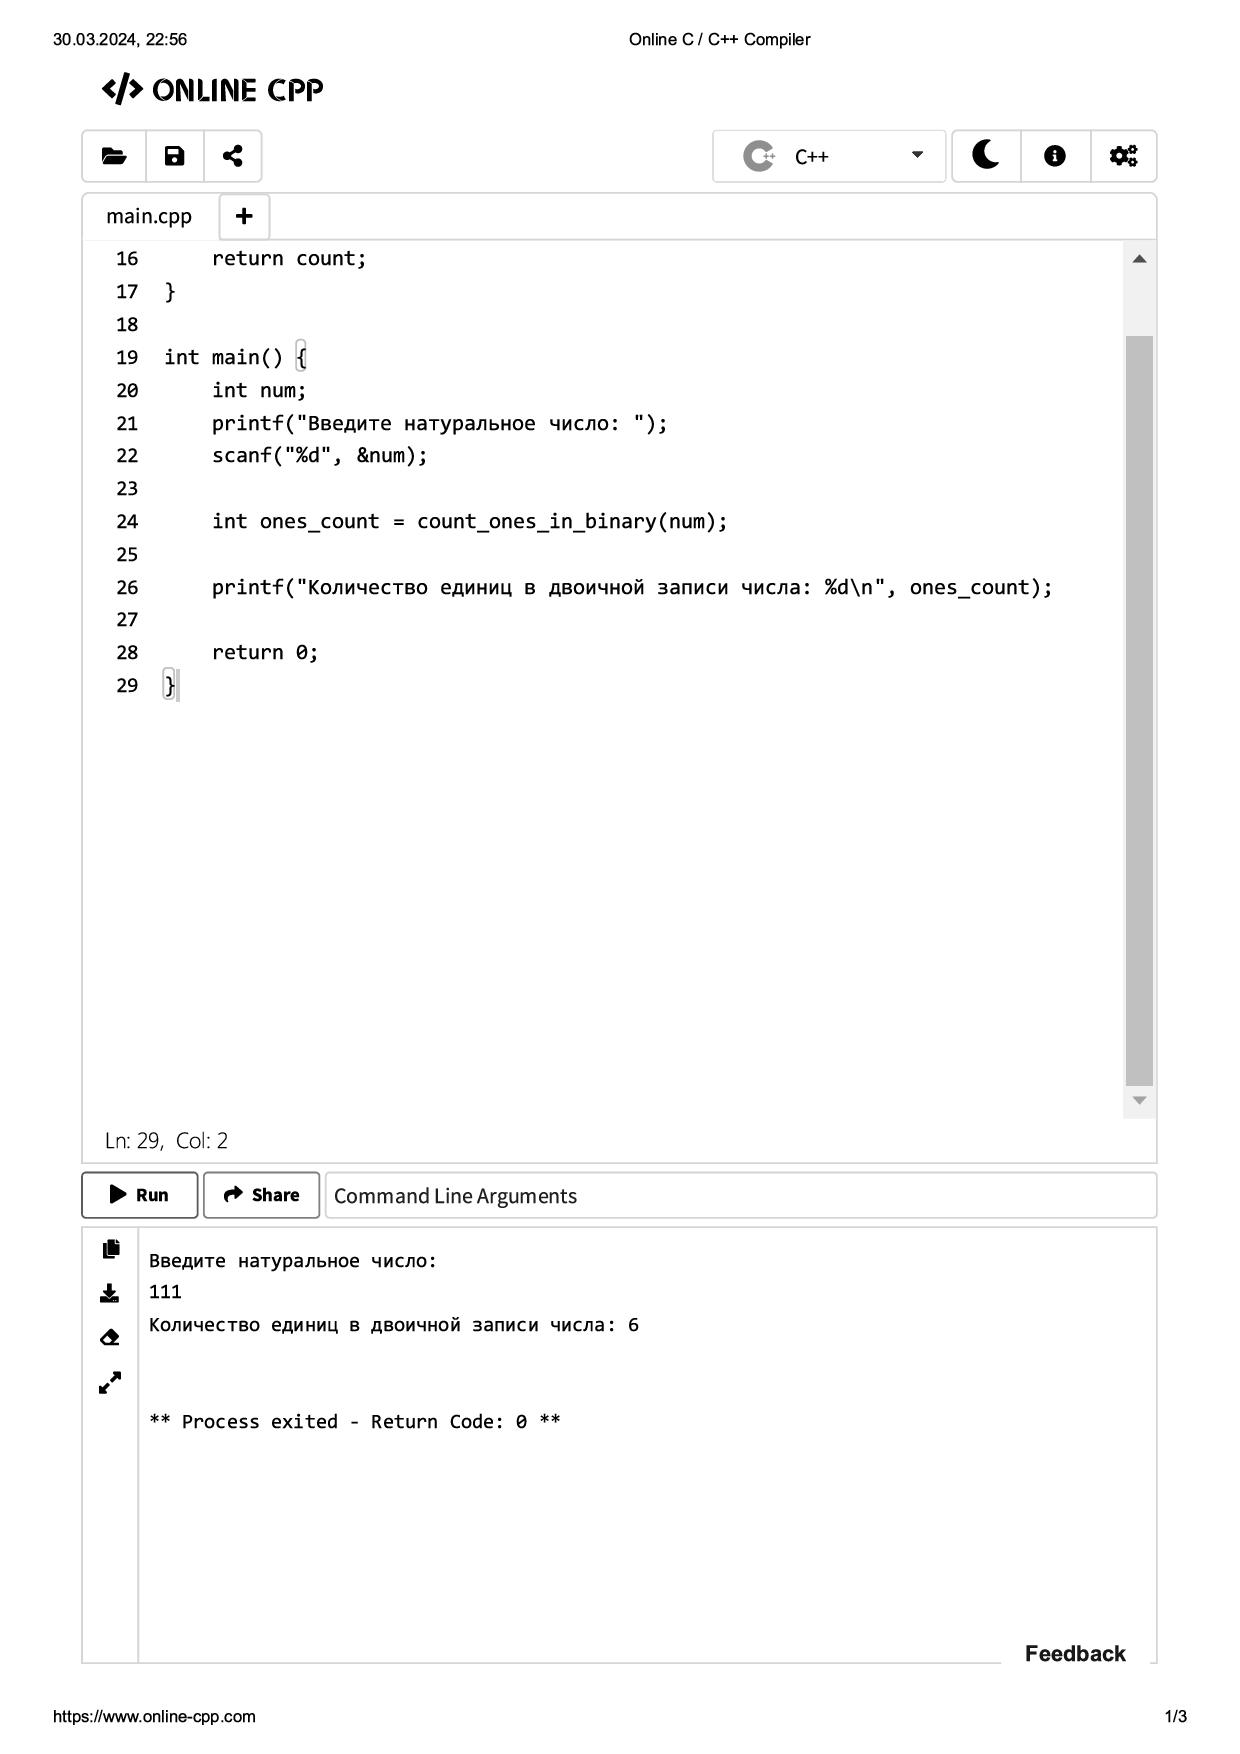 30.03.2024, 22:56 Online C / C++ Compiler
</> ONLINE CPP
C++
main.cpp
16     return count;
17 }
18
19 int main() {
20     int num;
21     printf("Введите натуральное число: ");
22     scanf("%d", &num);
23
24     int ones_count = count_ones_in_binary(num);
25
26     printf("Количество единиц в двоичной записи числа: %d\n", ones_count);
27
28     return 0;
29 }
Ln: 29, Col: 2
Run Share Command Line Arguments
Введите натуральное число:
111
Количество единиц в двоичной записи числа: 6
** Process exited - Return Code: 0 **
Feedback
https://www.online-cpp.com 1/3